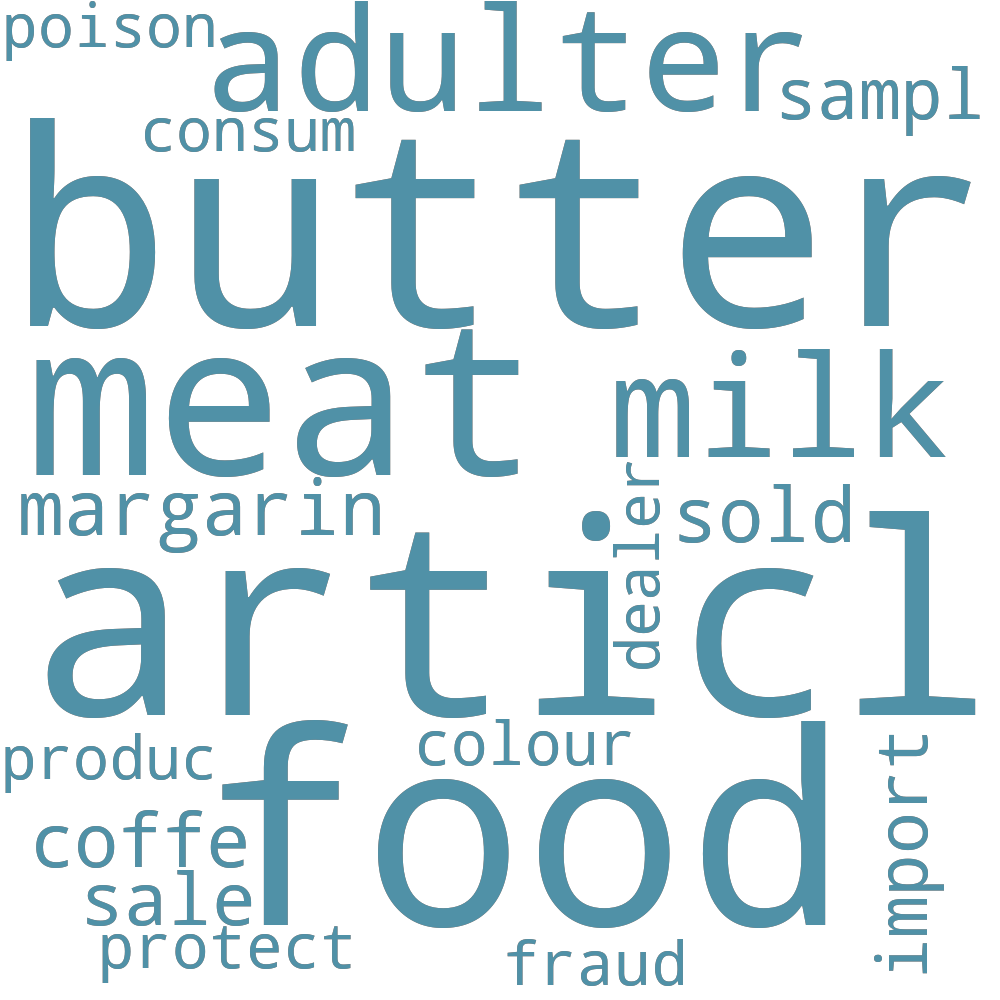 poison
adulter
sampl
consum
butter
meat
milk
margarin
dealer
sold
articl
produc
colour
food
import
coffe
sale
protect
fraud